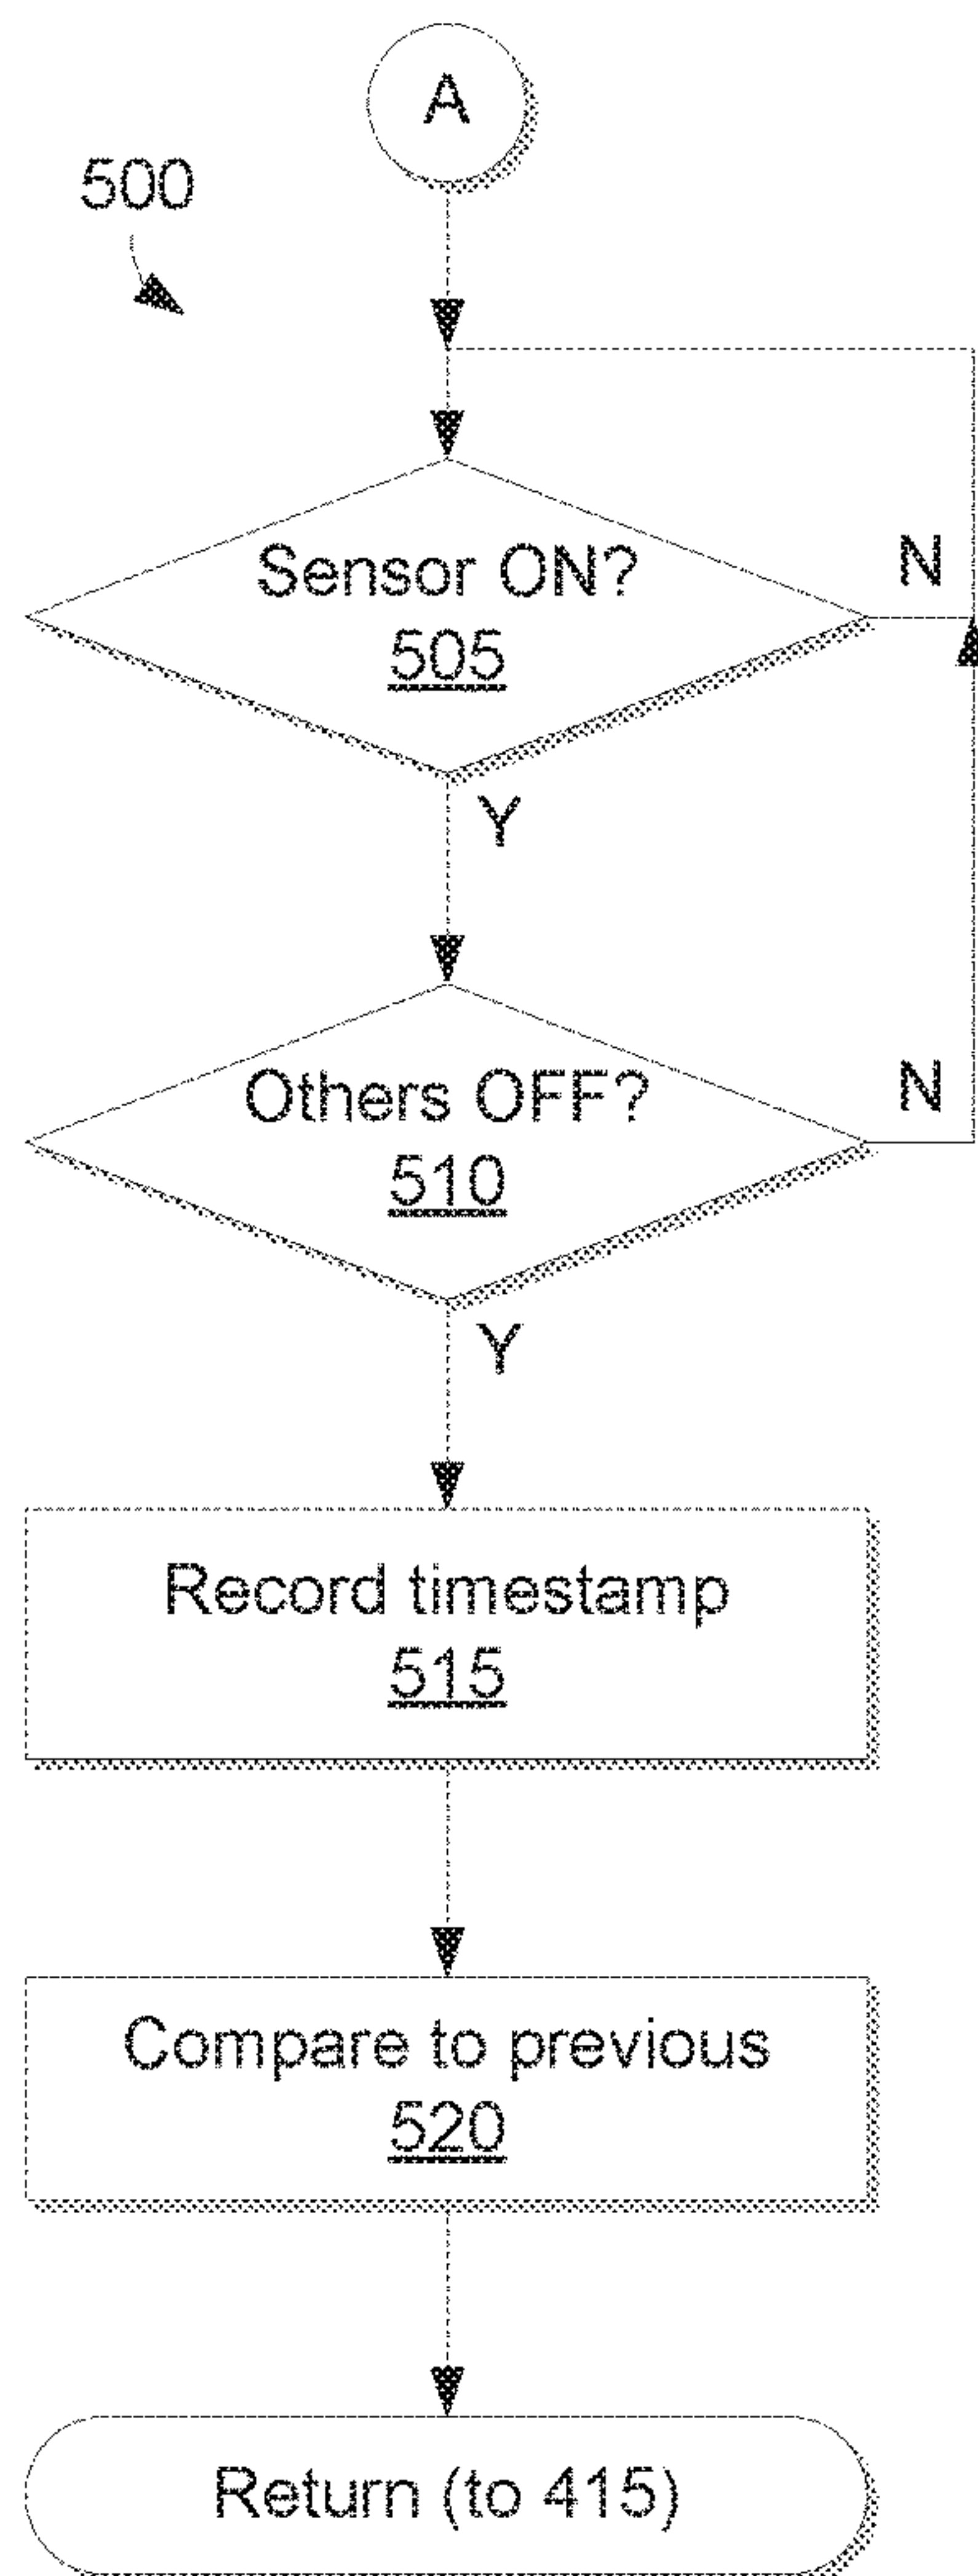 A
500
Sensor ON?
505
N
Y
Others OFF?
510
N
Y
Record timestamp
515
Compare to previous
520
Return (to 415)